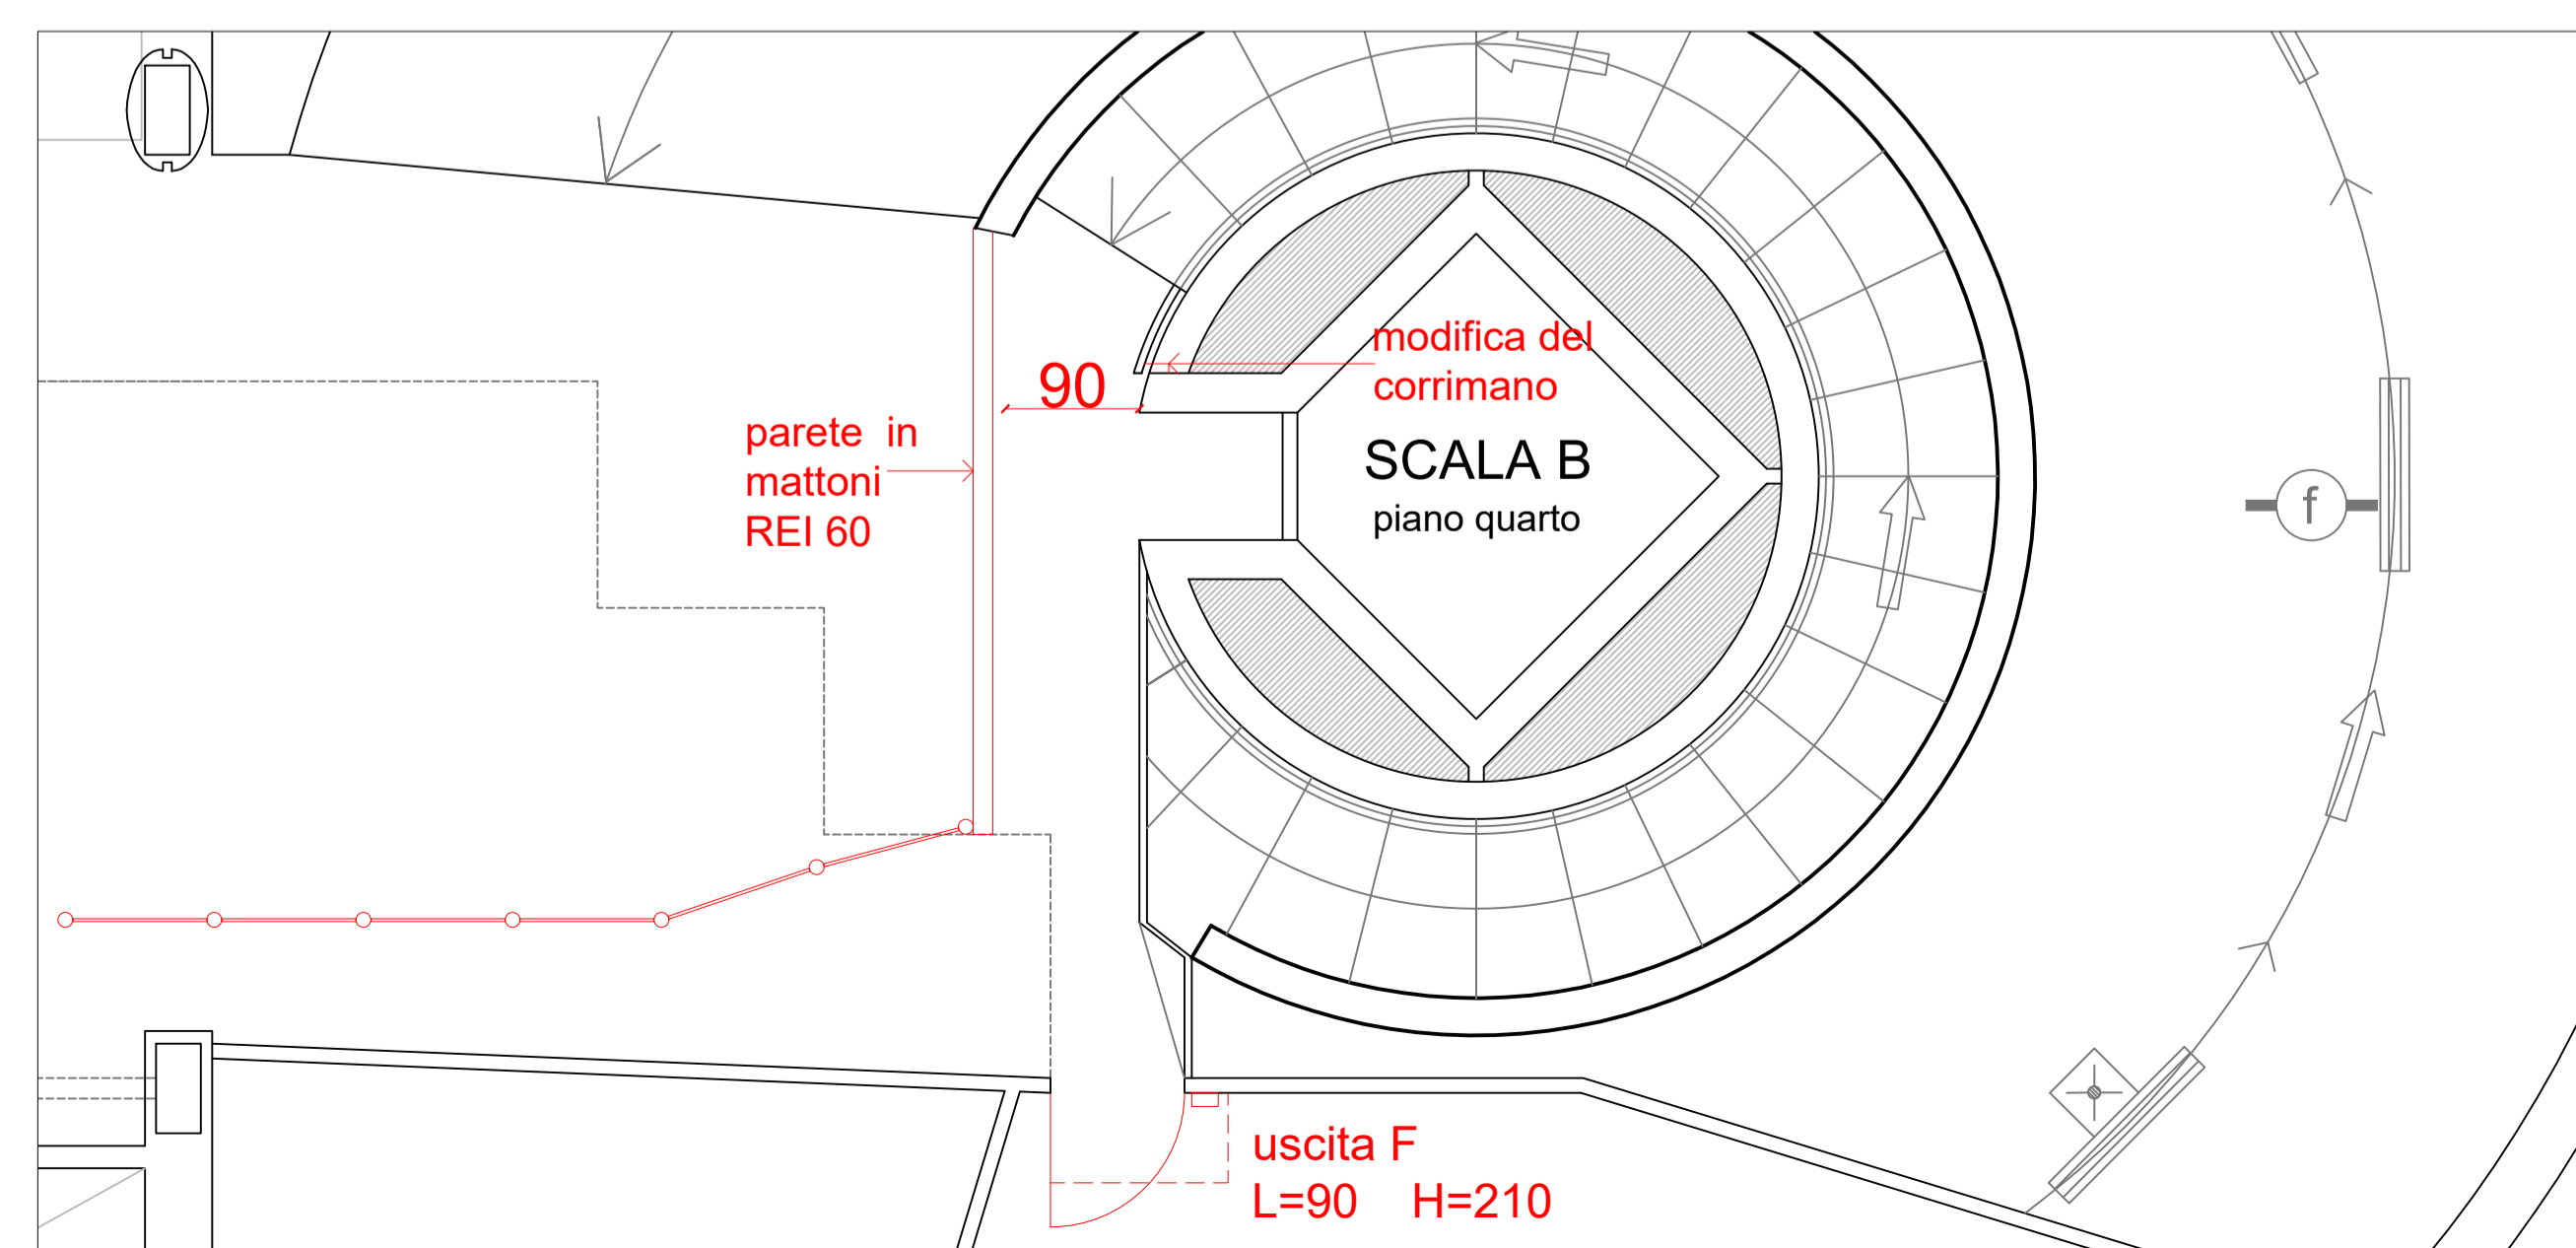 modifica del
corrimano
90
parete in
mattoni
REI 60
SCALA B
piano quarto
f
uscita F
L=90 H=210